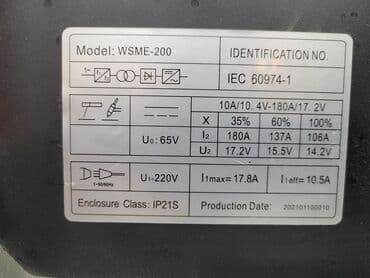 Model: WSME-200
IDENTIFICATION NO.
1~
IEC 60974-1
10A/10.4V-180A/17.2V
X 35% 60% 100%
U0: 65V
I2 180A 137A 106A
U2 17.2V 15.5V 14.2V
1~50/60Hz
U1=220V
I1max=17.8A
I1eff=10.5A
Enclosure Class: IP21S
Production Date:
202101100010